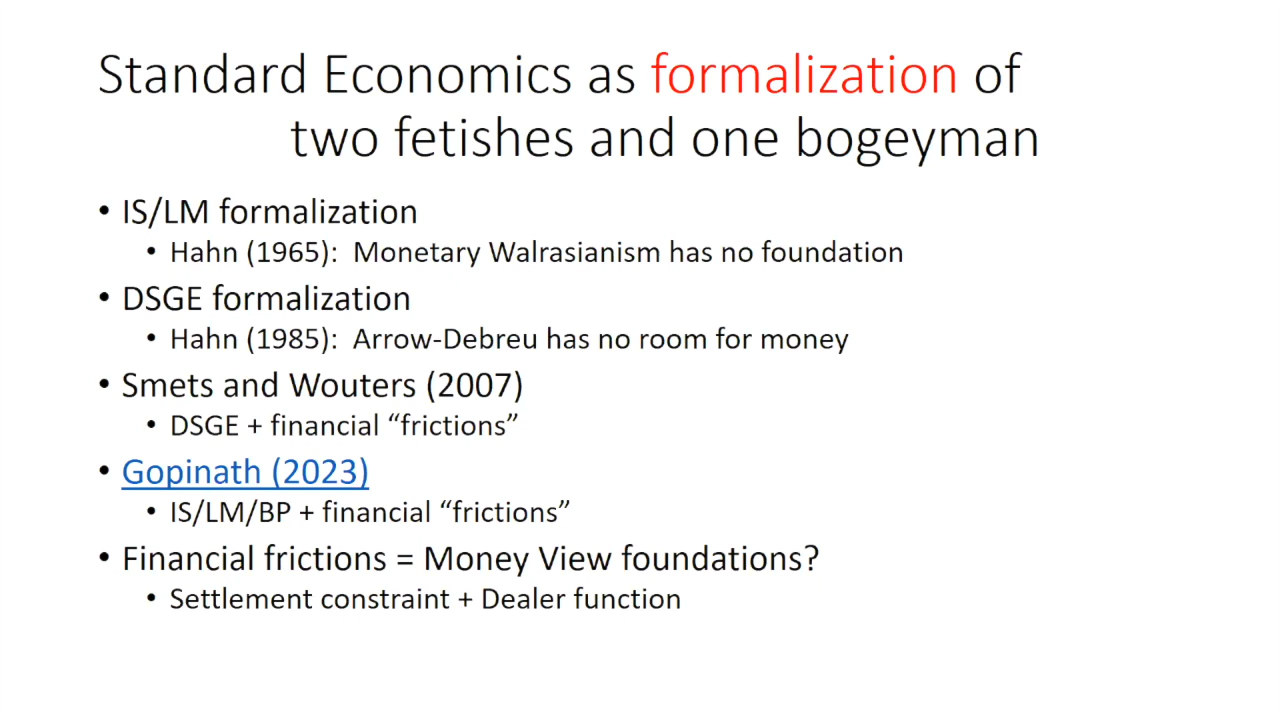 Standard Economics as formalization of
two fetishes and one bogeyman
• IS/LM formalization
• Hahn (1965): Monetary Walrasianism has no foundation
• DSGE formalization
• Hahn (1985): Arrow-Debreu has no room for money
• Smets and Wouters (2007)
• DSGE + financial “frictions”
• Gopinath (2023)
• IS/LM/BP + financial “frictions”
• Financial frictions = Money View foundations?
• Settlement constraint + Dealer function